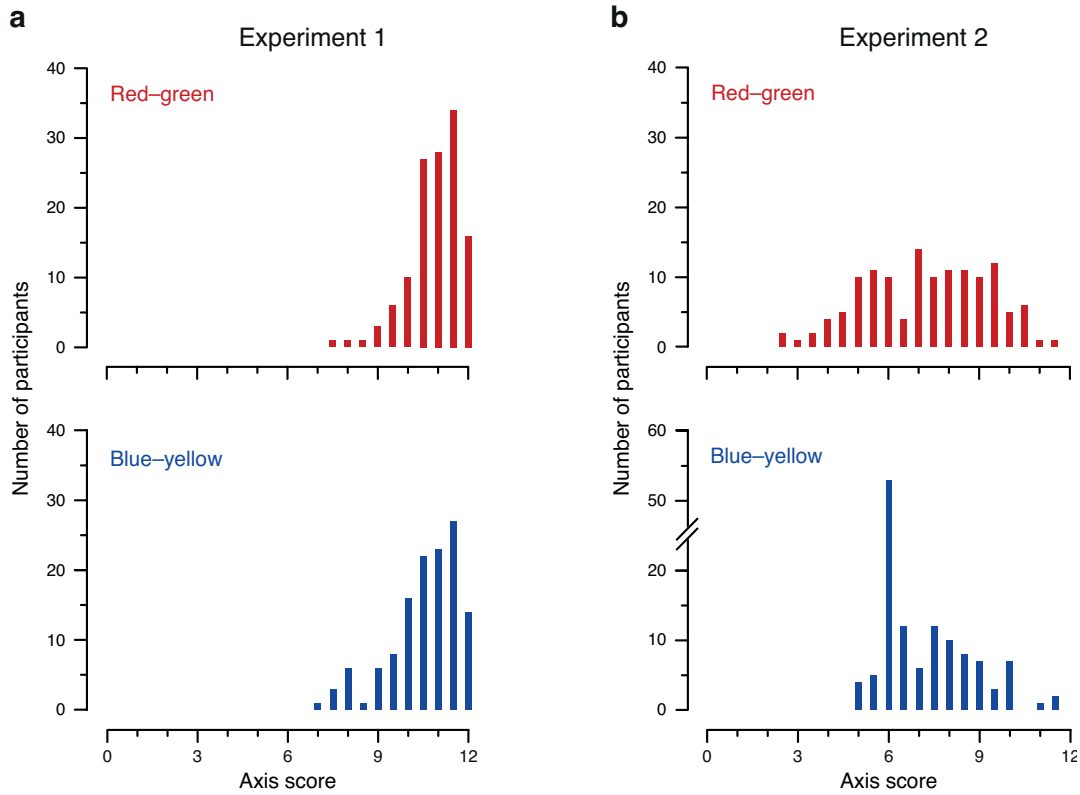 a
Experiment 1
Number of participants
40
Red–green
30
20
10
0
40
Blue–yellow
30
20
10
0
0 3 6 9 12
Axis score
b
Experiment 2
Number of participants
40
Red–green
30
20
10
0
60
Blue–yellow
50
20
10
0
0 3 6 9 12
Axis score